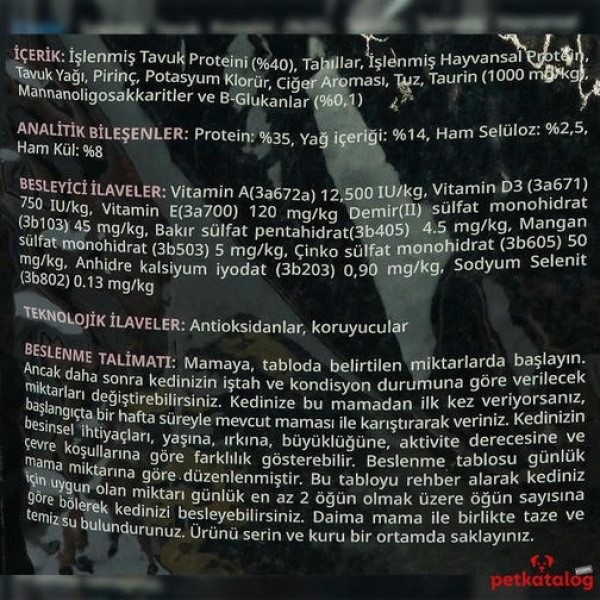 İÇERİK: İşlenmiş Tavuk Proteini (%40), Tahıllar, İşlenmiş Hayvansal Protein,
Tavuk Yağı, Pirinç, Potasyum Klorür, Ciğer Aroması, Tuz, Taurin (1000 mg/kg),
Mannanoligosakkaritler ve B-Glukanlar (%0,1)
ANALİTİK BİLEŞENLER: Protein: %35, Yağ içeriği: %14, Ham Selüloz: %2,5,
Ham Kül: %8
BESLEYİCİ İLAVELER: Vitamin A(3a672a) 12,500 IU/kg, Vitamin D3 (3a671)
750 IU/kg, Vitamin E(3a700) 120 mg/kg Demir(II) sülfat monohidrat
(3b103) 45 mg/kg, Bakır sülfat pentahidrat(3b405) 4.5 mg/kg, Mangan
sülfat monohidrat (3b503) 5 mg/kg, Çinko sülfat monohidrat (3b605) 50
mg/kg, Anhidre kalsiyum iyodat (3b203) 0,90 mg/kg, Sodyum Selenit
(3b802) 0.13 mg/kg
TEKNOLOJİK İLAVELER: Antioksidanlar, koruyucular
BESLENME TALİMATI: Mamaya, tabloda belirtilen miktarlarda başlayın.
Ancak daha sonra kedinizin iştah ve kondisyon durumuna göre verilecek
miktarları değiştirebilirsiniz. Kedinize bu mamadan ilk kez veriyorsanız,
başlangıçta bir hafta süreyle mevcut maması ile karıştırarak veriniz. Kedinizin
besinsel ihtiyaçları, yaşına, ırkına, büyüklüğüne, aktivite derecesine ve
çevre koşullarına göre farklılık gösterebilir. Beslenme tablosu günlük
mama miktarına göre düzenlenmiştir. Bu tabloyu rehber alarak kediniz
için uygun olan miktarı günlük en az 2 öğün olmak üzere öğün sayısına
göre bölerek kedinizi besleyebilirsiniz. Daima mama ile birlikte taze ve
temiz su bulundurunuz. Ürünü serin ve kuru bir ortamda saklayınız.
petkatalog